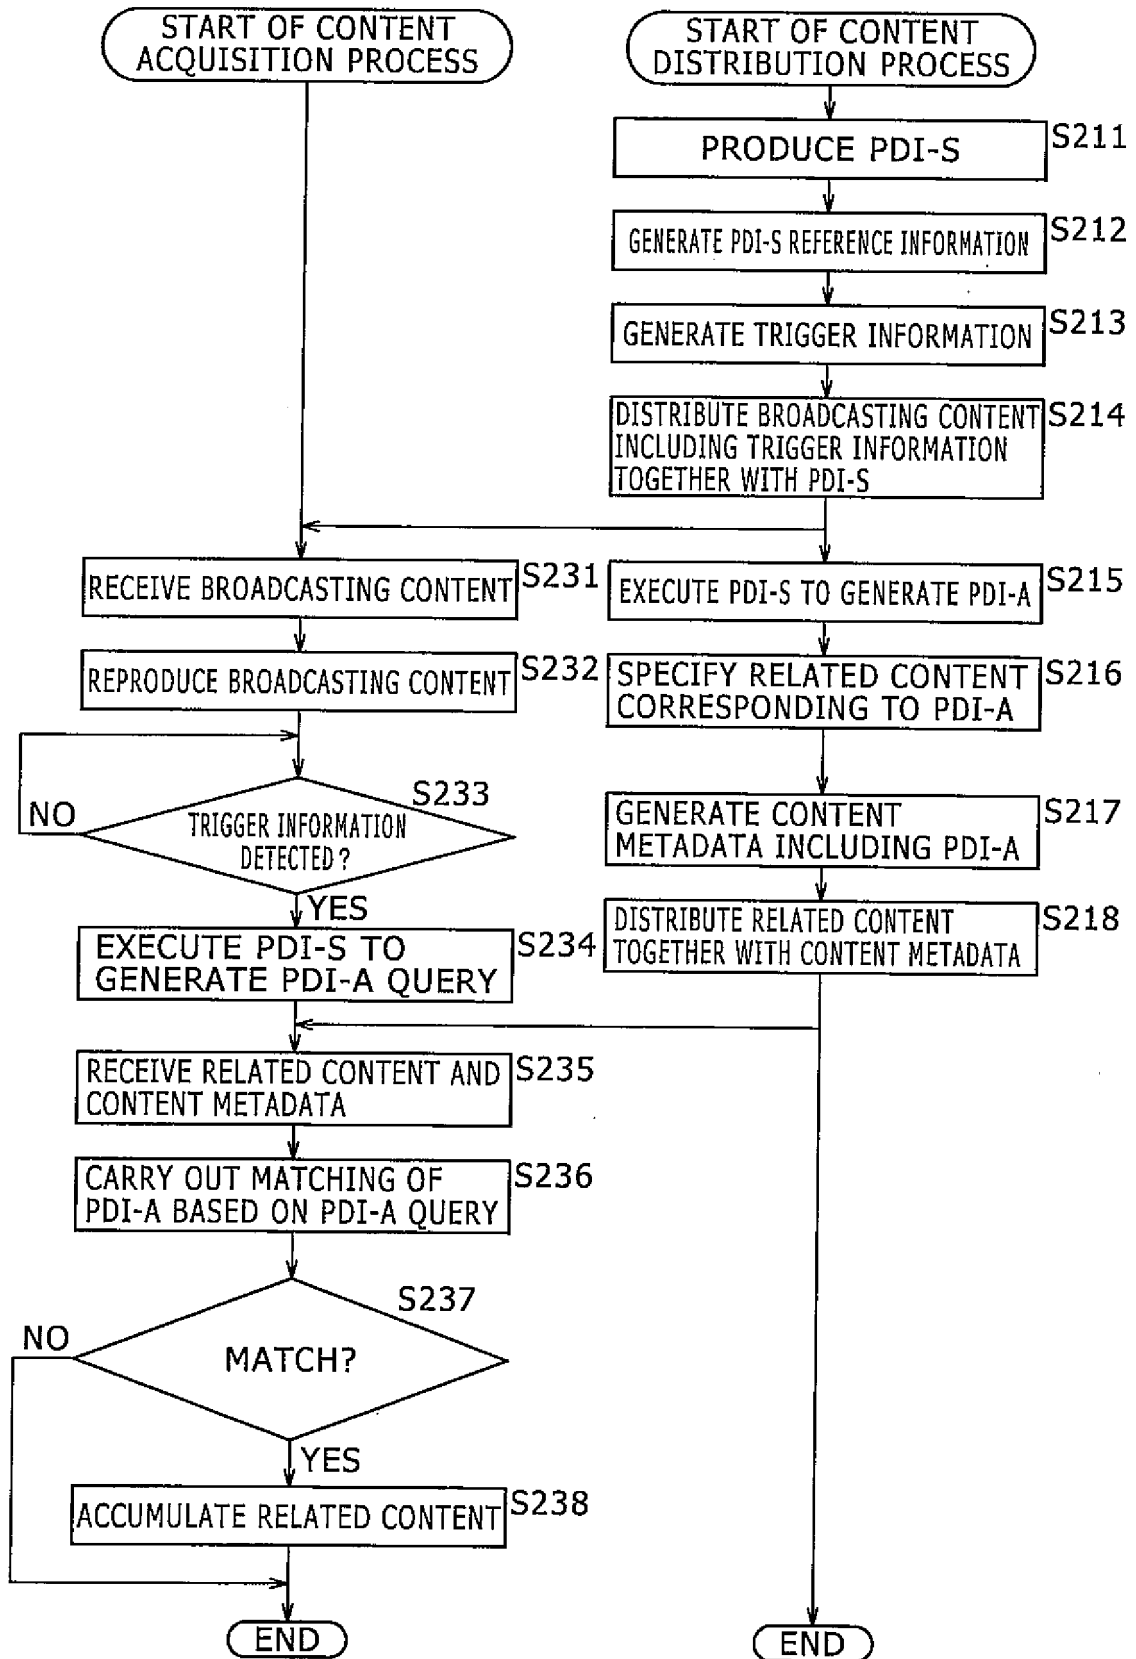 START OF CONTENT
ACQUISITION PROCESS
START OF CONTENT
DISTRIBUTION PROCESS
PRODUCE PDI-S
S211
GENERATE PDI-S REFERENCE INFORMATION
S212
GENERATE TRIGGER INFORMATION
S213
DISTRIBUTE BROADCASTING CONTENT
INCLUDING TRIGGER INFORMATION
TOGETHER WITH PDI-S
S214
RECEIVE BROADCASTING CONTENT
S231
EXECUTE PDI-S TO GENERATE PDI-A
S215
REPRODUCE BROADCASTING CONTENT
S232
SPECIFY RELATED CONTENT
CORRESPONDING TO PDI-A
S216
S233
NO
TRIGGER INFORMATION
DETECTED?
YES
GENERATE CONTENT
METADATA INCLUDING PDI-A
S217
EXECUTE PDI-S TO
GENERATE PDI-A QUERY
S234
DISTRIBUTE RELATED CONTENT
TOGETHER WITH CONTENT METADATA
S218
RECEIVE RELATED CONTENT AND
CONTENT METADATA
S235
CARRY OUT MATCHING OF
PDI-A BASED ON PDI-A QUERY
S236
S237
NO
MATCH?
YES
ACCUMULATE RELATED CONTENT
S238
END
END